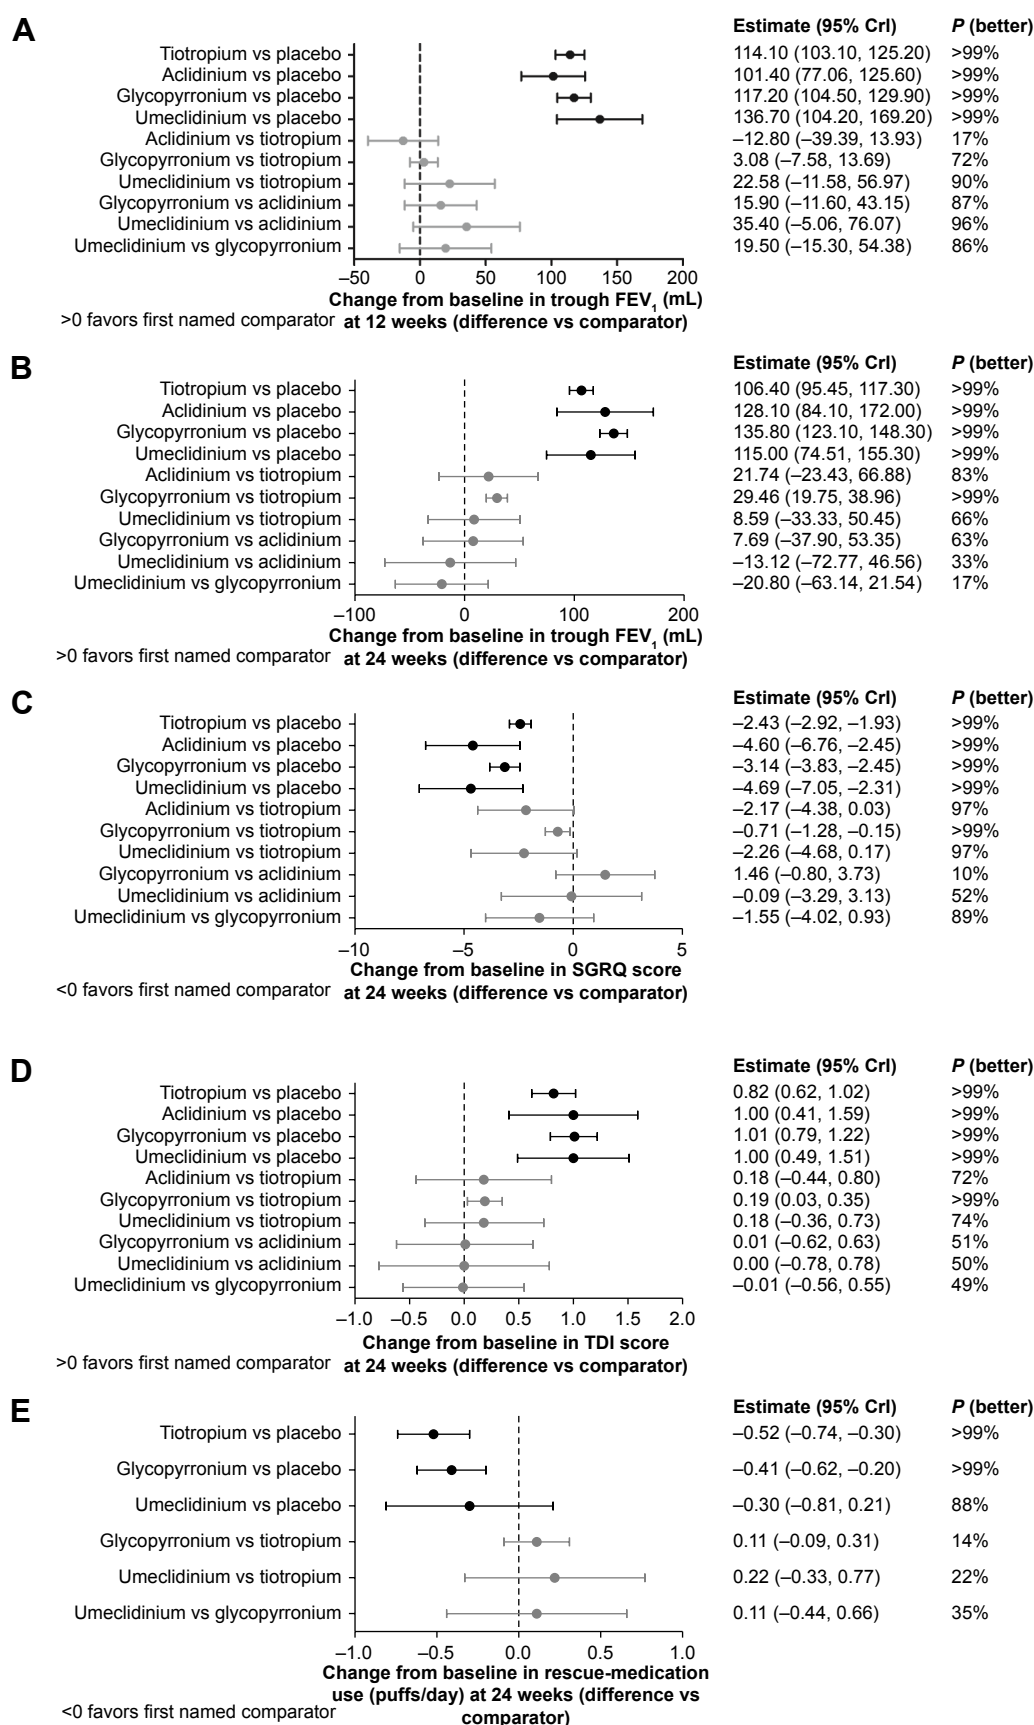 A
Estimate (95% CrI) P (better)
Tiotropium vs placebo 114.10 (103.10, 125.20) >99%
Aclidinium vs placebo 101.40 (77.06, 125.60) >99%
Glycopyrronium vs placebo 117.20 (104.50, 129.90) >99%
Umeclidinium vs placebo 136.70 (104.20, 169.20) >99%
Aclidinium vs tiotropium –12.80 (–39.39, 13.93) 17%
Glycopyrronium vs tiotropium 3.08 (–7.58, 13.69) 72%
Umeclidinium vs tiotropium 22.58 (–11.58, 56.97) 90%
Glycopyrronium vs aclidinium 15.90 (–11.60, 43.15) 87%
Umeclidinium vs aclidinium 35.40 (–5.06, 76.07) 96%
Umeclidinium vs glycopyrronium 19.50 (–15.30, 54.38) 86%
–50 0 50 100 150 200
Change from baseline in trough FEV1 (mL)
>0 favors first named comparator at 12 weeks (difference vs comparator)
B
Estimate (95% CrI) P (better)
Tiotropium vs placebo 106.40 (95.45, 117.30) >99%
Aclidinium vs placebo 128.10 (84.10, 172.00) >99%
Glycopyrronium vs placebo 135.80 (123.10, 148.30) >99%
Umeclidinium vs placebo 115.00 (74.51, 155.30) >99%
Aclidinium vs tiotropium 21.74 (–23.43, 66.88) 83%
Glycopyrronium vs tiotropium 29.46 (19.75, 38.96) >99%
Umeclidinium vs tiotropium 8.59 (–33.33, 50.45) 66%
Glycopyrronium vs aclidinium 7.69 (–37.90, 53.35) 63%
Umeclidinium vs aclidinium –13.12 (–72.77, 46.56) 33%
Umeclidinium vs glycopyrronium –20.80 (–63.14, 21.54) 17%
–100 0 100 200
Change from baseline in trough FEV1 (mL)
>0 favors first named comparator at 24 weeks (difference vs comparator)
C
Estimate (95% CrI) P (better)
Tiotropium vs placebo –2.43 (–2.92, –1.93) >99%
Aclidinium vs placebo –4.60 (–6.76, –2.45) >99%
Glycopyrronium vs placebo –3.14 (–3.83, –2.45) >99%
Umeclidinium vs placebo –4.69 (–7.05, –2.31) >99%
Aclidinium vs tiotropium –2.17 (–4.38, 0.03) 97%
Glycopyrronium vs tiotropium –0.71 (–1.28, –0.15) >99%
Umeclidinium vs tiotropium –2.26 (–4.68, 0.17) 97%
Glycopyrronium vs aclidinium 1.46 (–0.80, 3.73) 10%
Umeclidinium vs aclidinium –0.09 (–3.29, 3.13) 52%
Umeclidinium vs glycopyrronium –1.55 (–4.02, 0.93) 89%
–10 –5 0 5
Change from baseline in SGRQ score
<0 favors first named comparator at 24 weeks (difference vs comparator)
D
Estimate (95% CrI) P (better)
Tiotropium vs placebo 0.82 (0.62, 1.02) >99%
Aclidinium vs placebo 1.00 (0.41, 1.59) >99%
Glycopyrronium vs placebo 1.01 (0.79, 1.22) >99%
Umeclidinium vs placebo 1.00 (0.49, 1.51) >99%
Aclidinium vs tiotropium 0.18 (–0.44, 0.80) 72%
Glycopyrronium vs tiotropium 0.19 (0.03, 0.35) >99%
Umeclidinium vs tiotropium 0.18 (–0.36, 0.73) 74%
Glycopyrronium vs aclidinium 0.01 (–0.62, 0.63) 51%
Umeclidinium vs aclidinium 0.00 (–0.78, 0.78) 50%
Umeclidinium vs glycopyrronium –0.01 (–0.56, 0.55) 49%
–1.0 –0.5 0.0 0.5 1.0 1.5 2.0
Change from baseline in TDI score
>0 favors first named comparator at 24 weeks (difference vs comparator)
E
Estimate (95% CrI) P (better)
Tiotropium vs placebo –0.52 (–0.74, –0.30) >99%
Glycopyrronium vs placebo –0.41 (–0.62, –0.20) >99%
Umeclidinium vs placebo –0.30 (–0.81, 0.21) 88%
Glycopyrronium vs tiotropium 0.11 (–0.09, 0.31) 14%
Umeclidinium vs tiotropium 0.22 (–0.33, 0.77) 22%
Umeclidinium vs glycopyrronium 0.11 (–0.44, 0.66) 35%
–1.0 –0.5 0.0 0.5 1.0
Change from baseline in rescue-medication
use (puffs/day) at 24 weeks (difference vs
<0 favors first named comparator comparator)